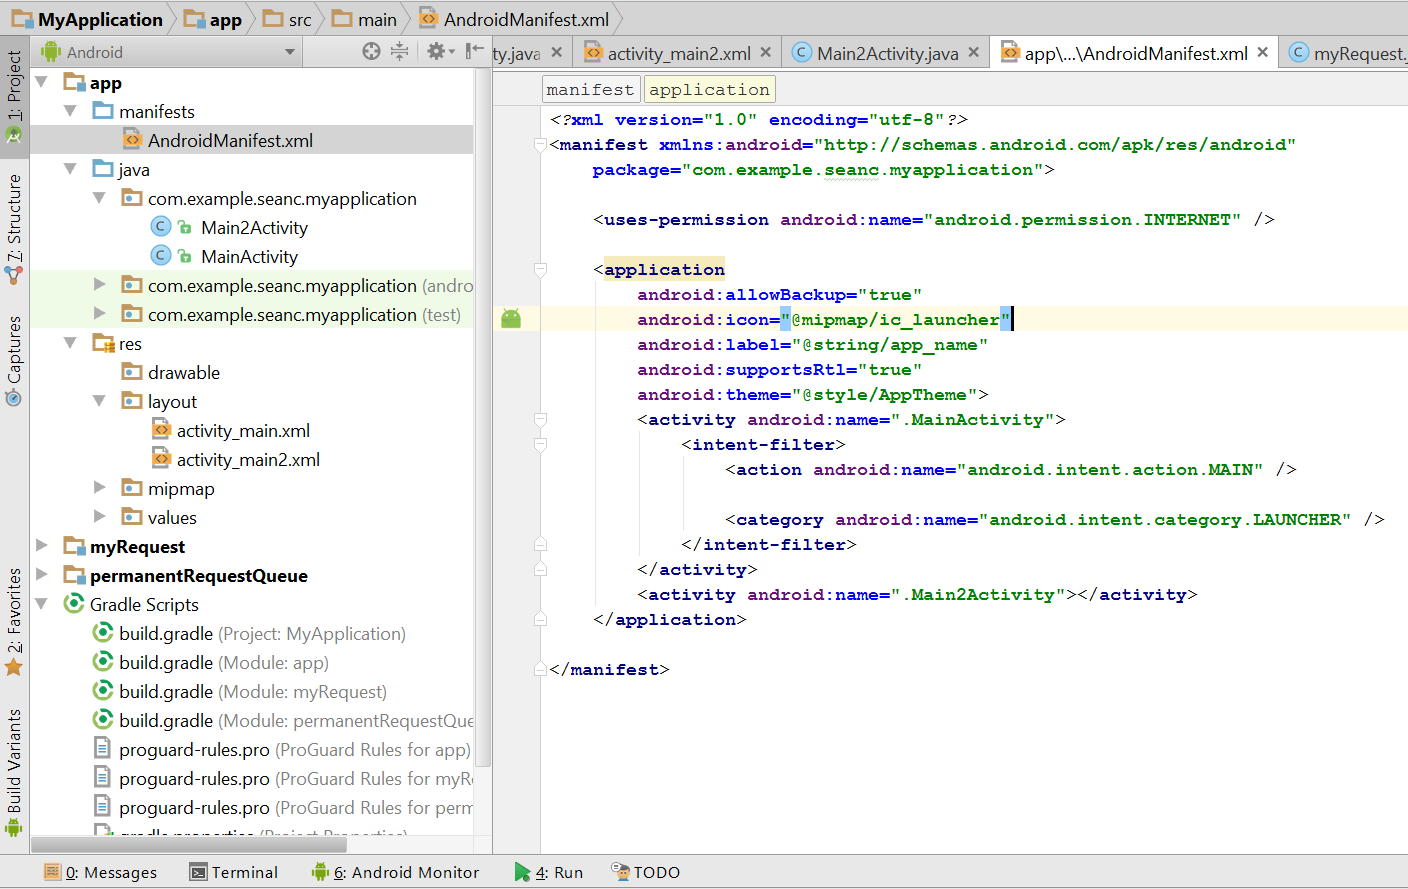 MyApplication app src main AndroidManifest.xml
Android
ty.java activity_main2.xml Main2Activity.java app\...\AndroidManifest.xml myRequest.
1: Project
7: Structure
Captures
2: Favorites
Build Variants
app
manifests
AndroidManifest.xml
java
com.example.seanc.myapplication
Main2Activity
MainActivity
com.example.seanc.myapplication (andro
com.example.seanc.myapplication (test)
res
drawable
layout
activity_main.xml
activity_main2.xml
mipmap
values
myRequest
permanentRequestQueue
Gradle Scripts
build.gradle (Project: MyApplication)
build.gradle (Module: app)
build.gradle (Module: myRequest)
build.gradle (Module: permanentRequestQue
proguard-rules.pro (ProGuard Rules for app)
proguard-rules.pro (ProGuard Rules for myR
proguard-rules.pro (ProGuard Rules for perm
gradle.properties (Project Properties)
manifest application
<?xml version="1.0" encoding="utf-8"?>
<manifest xmlns:android="http://schemas.android.com/apk/res/android"
package="com.example.seanc.myapplication">
<uses-permission android:name="android.permission.INTERNET" />
<application
android:allowBackup="true"
android:icon="@mipmap/ic_launcher"
android:label="@string/app_name"
android:supportsRtl="true"
android:theme="@style/AppTheme">
<activity android:name=".MainActivity">
<intent-filter>
<action android:name="android.intent.action.MAIN" />
<category android:name="android.intent.category.LAUNCHER" />
</intent-filter>
</activity>
<activity android:name=".Main2Activity"></activity>
</application>
</manifest>
0: Messages Terminal 6: Android Monitor 4: Run TODO